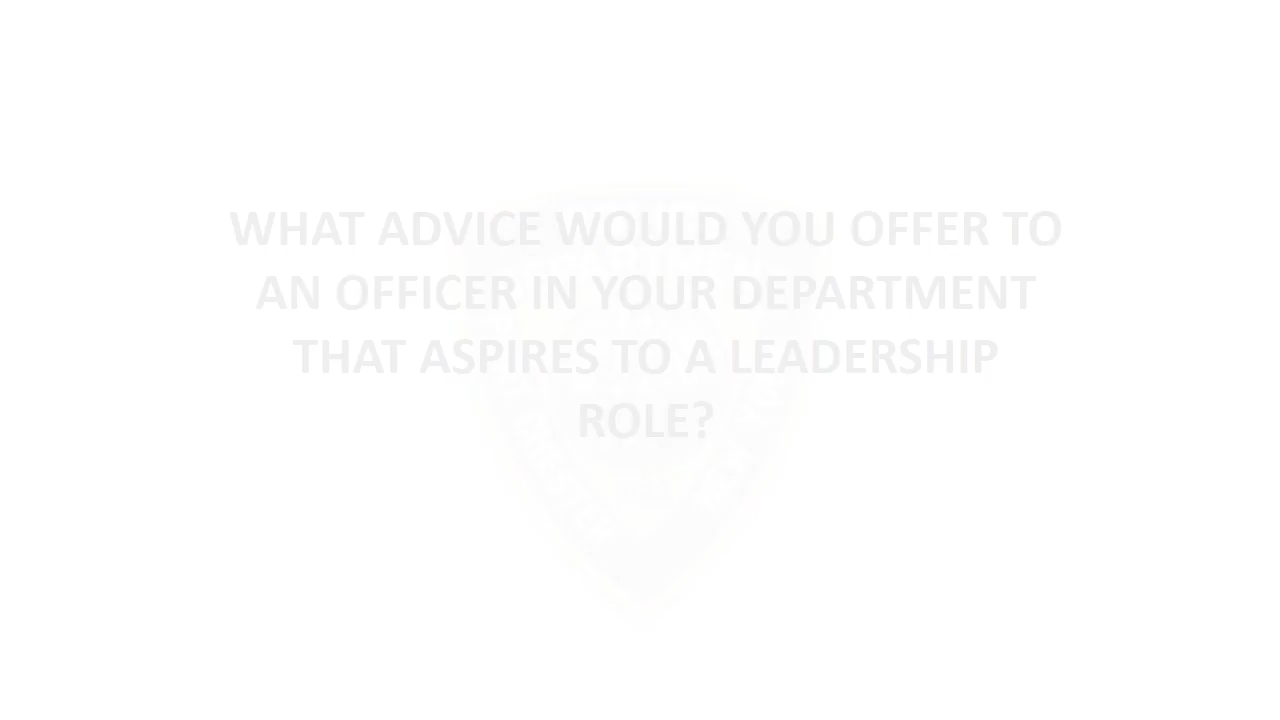 WHAT ADVICE WOULD YOU OFFER TO
AN OFFICER IN YOUR DEPARTMENT
THAT ASPIRES TO A LEADERSHIP
ROLE?